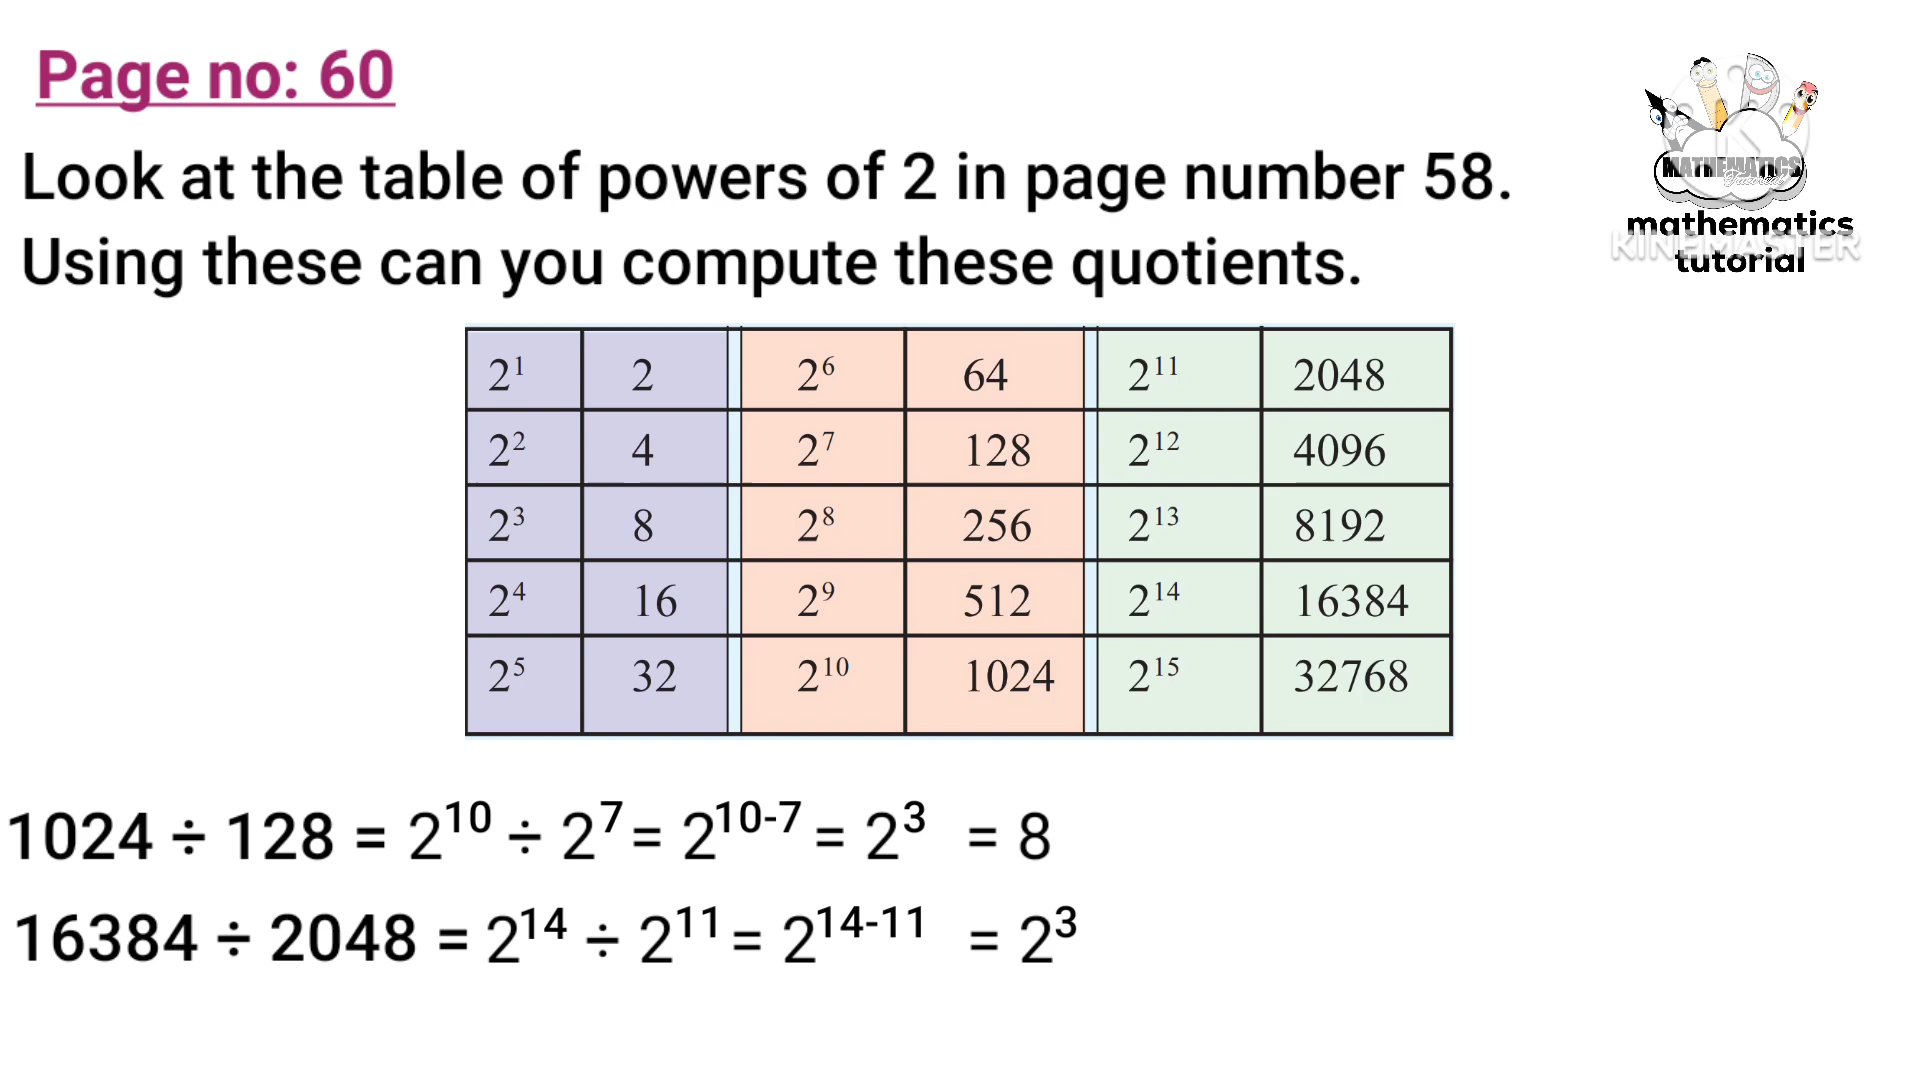 Page no: 60
Look at the table of powers of 2 in page number 58.
Using these can you compute these quotients.
MATHEMATICS
Tutorial
mathematics
KINEMASTER
tutorial
2¹ 2 2⁶ 64 2¹¹ 2048
2² 4 2⁷ 128 2¹² 4096
2³ 8 2⁸ 256 2¹³ 8192
2⁴ 16 2⁹ 512 2¹⁴ 16384
2⁵ 32 2¹⁰ 1024 2¹⁵ 32768
1024 ÷ 128 = 2¹⁰ ÷ 2⁷ = 2¹⁰⁻⁷ = 2³ = 8
16384 ÷ 2048 = 2¹⁴ ÷ 2¹¹ = 2¹⁴⁻¹¹ = 2³